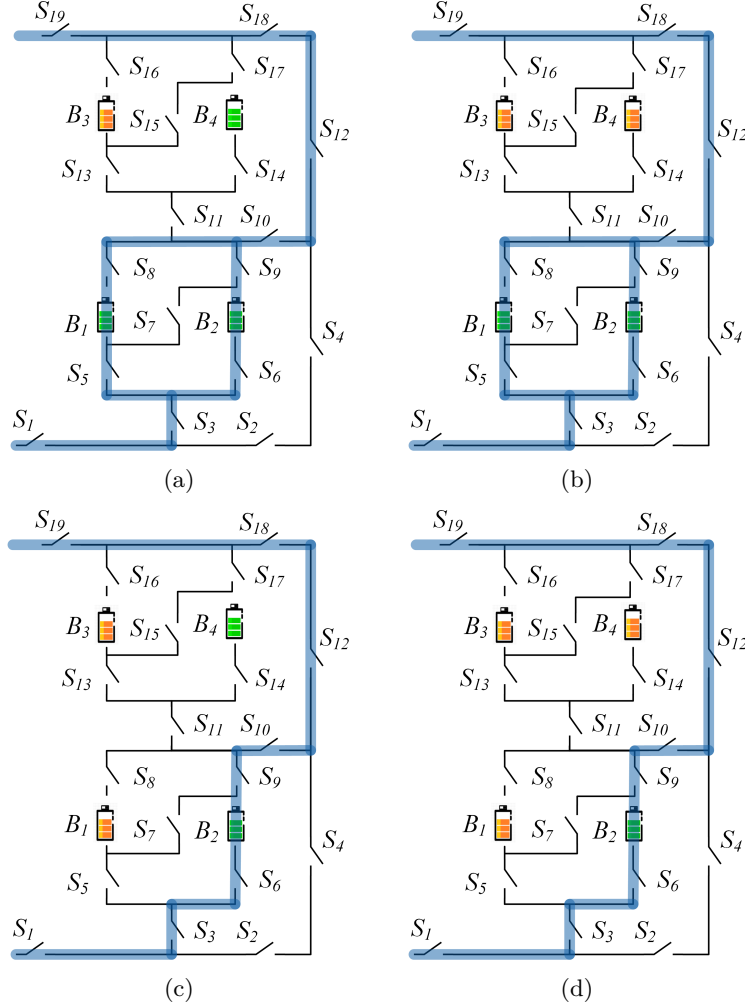 S19 S18 S19 S18
S16 S17 S16 S17
B3 S15 B4 S12 B3 S15 B4 S12
S13 S14 S13 S14
S11 S10 S11 S10
S8 S9 S8 S9
B1 S7 B2 S4 B1 S7 B2 S4
S5 S6 S5 S6
S1 S3 S2 S1 S3 S2
(a) (b)
S19 S18 S19 S18
S16 S17 S16 S17
B3 S15 B4 S12 B3 S15 B4 S12
S13 S14 S13 S14
S11 S10 S11 S10
S8 S9 S8 S9
B1 S7 B2 S4 B1 S7 B2 S4
S5 S6 S5 S6
S1 S3 S2 S1 S3 S2
(c) (d)